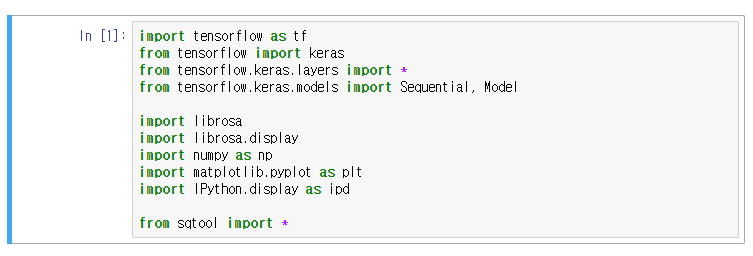 In [1]:
import tensorflow as tf
from tensorflow import keras
from tensorflow.keras.layers import *
from tensorflow.keras.models import Sequential, Model
import librosa
import librosa.display
import numpy as np
import matplotlib.pyplot as plt
import IPython.display as ipd
from sgtool import *